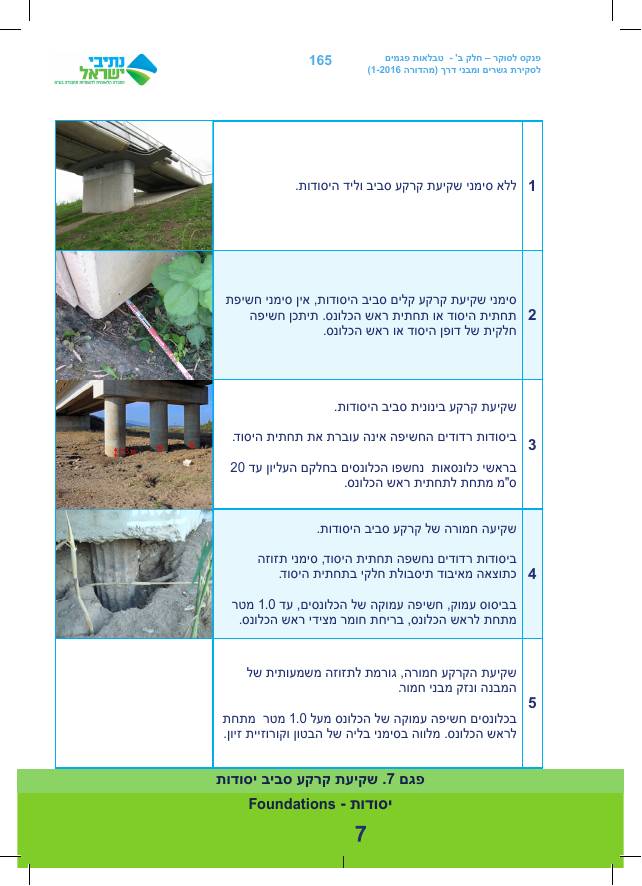 פנקס לסוקר – חלק ב' - טבלאות פגמים
לסקירת גשרים ומבני דרך (מהדורה 1-2016)
165
נתיבי
ישראל
1
ללא סימני שקיעת קרקע סביב וליד היסודות.
2
סימני שקיעת קרקע קלים סביב היסודות, אין סימני חשיפת
תחתית היסוד או תחתית ראש הכלונס. תיתכן חשיפה
חלקית של דופן היסוד או ראש הכלונס.
3
שקיעת קרקע בינונית סביב היסודות.
ביסודות רדודים החשיפה אינה עוברת את תחתית היסוד.
בראשי כלונסאות נחשפו הכלונסים בחלקם העליון עד 20
ס"מ מתחת לתחתית ראש הכלונס.
4
שקיעה חמורה של קרקע סביב היסודות.
ביסודות רדודים נחשפה תחתית היסוד, סימני תזוזה
כתוצאה מאיבוד תיסבולת חלקי בתחתית היסוד.
בביסוס עמוק, חשיפה עמוקה של הכלונסים, עד 1.0 מטר
מתחת לראש הכלונס, בריחת חומר מצידי ראש הכלונס.
5
שקיעת הקרקע חמורה, גורמת לתזוזה משמעותית של
המבנה ונזק מבני חמור.
בכלונסים חשיפה עמוקה של הכלונס מעל 1.0 מטר מתחת
לראש הכלונס. מלווה בסימני בליה של הבטון וקורוזיית זיון.
פגם 7. שקיעת קרקע סביב יסודות
יסודות - Foundations
7